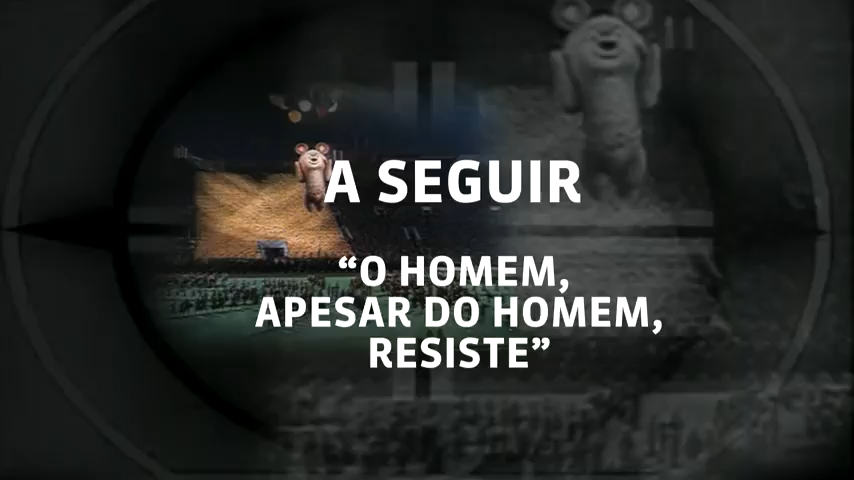 A SEGUIR
“O HOMEM,
APESAR DO HOMEM,
RESISTE”